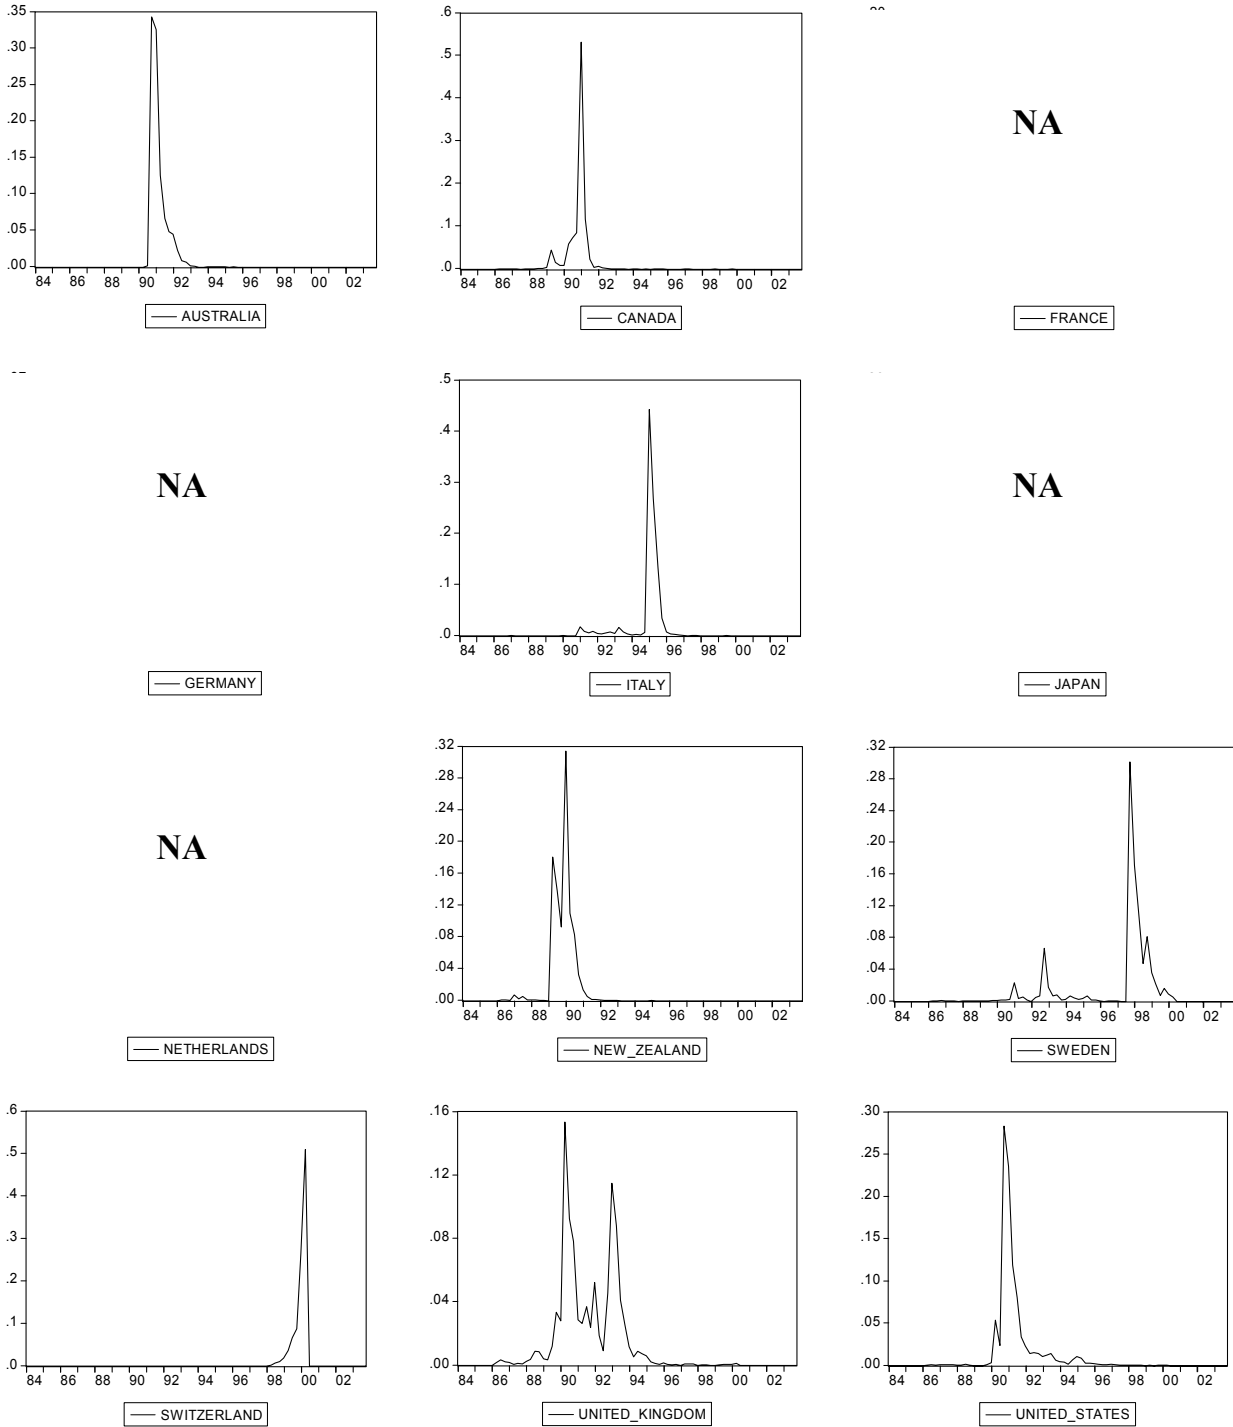 .35
.30
.25
.20
.15
.10
.05
.00
84 86 88 90 92 94 96 98 00 02
AUSTRALIA
.6
.5
.4
.3
.2
.1
.0
84 86 88 90 92 94 96 98 00 02
CANADA
NA
FRANCE
NA
GERMANY
.5
.4
.3
.2
.1
.0
84 86 88 90 92 94 96 98 00 02
ITALY
NA
JAPAN
NA
NETHERLANDS
.32
.28
.24
.20
.16
.12
.08
.04
.00
84 86 88 90 92 94 96 98 00 02
NEW_ZEALAND
.32
.28
.24
.20
.16
.12
.08
.04
.00
84 86 88 90 92 94 96 98 00 02
SWEDEN
.6
.5
.4
.3
.2
.1
.0
84 86 88 90 92 94 96 98 00 02
SWITZERLAND
.16
.12
.08
.04
.00
84 86 88 90 92 94 96 98 00 02
UNITED_KINGDOM
.30
.25
.20
.15
.10
.05
.00
84 86 88 90 92 94 96 98 00 02
UNITED_STATES